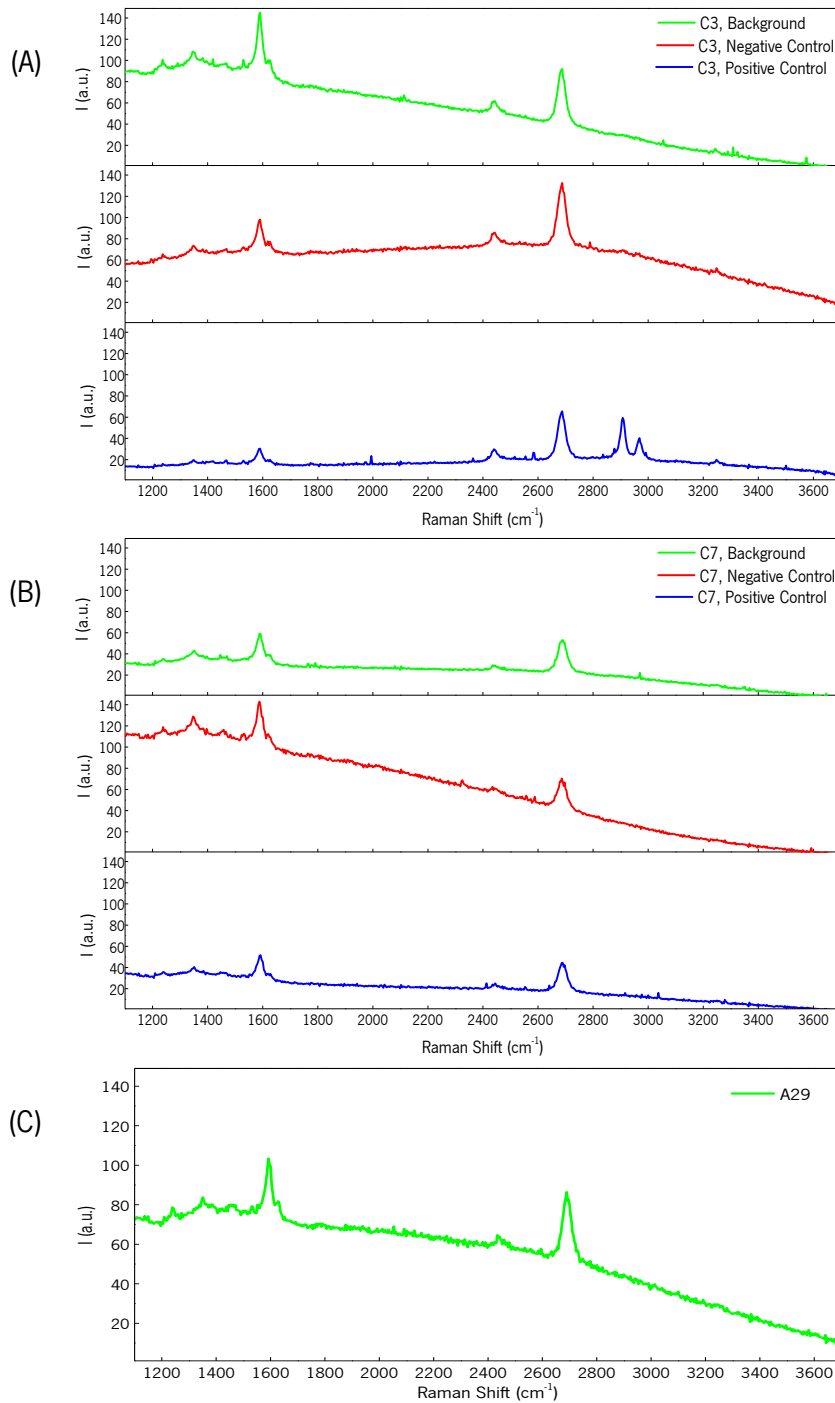 (A)
C3, Background
C3, Negative Control
C3, Positive Control
I (a.u.)
140
120
100
80
60
40
20
I (a.u.)
140
120
100
80
60
40
20
I (a.u.)
140
120
100
80
60
40
20
1200 1400 1600 1800 2000 2200 2400 2600 2800 3000 3200 3400 3600
Raman Shift (cm⁻¹)
(B)
C7, Background
C7, Negative Control
C7, Positive Control
I (a.u.)
140
120
100
80
60
40
20
I (a.u.)
140
120
100
80
60
40
20
I (a.u.)
140
120
100
80
60
40
20
1200 1400 1600 1800 2000 2200 2400 2600 2800 3000 3200 3400 3600
Raman Shift (cm⁻¹)
(C)
A29
I (a.u.)
140
120
100
80
60
40
20
1200 1400 1600 1800 2000 2200 2400 2600 2800 3000 3200 3400 3600
Raman Shift (cm⁻¹)